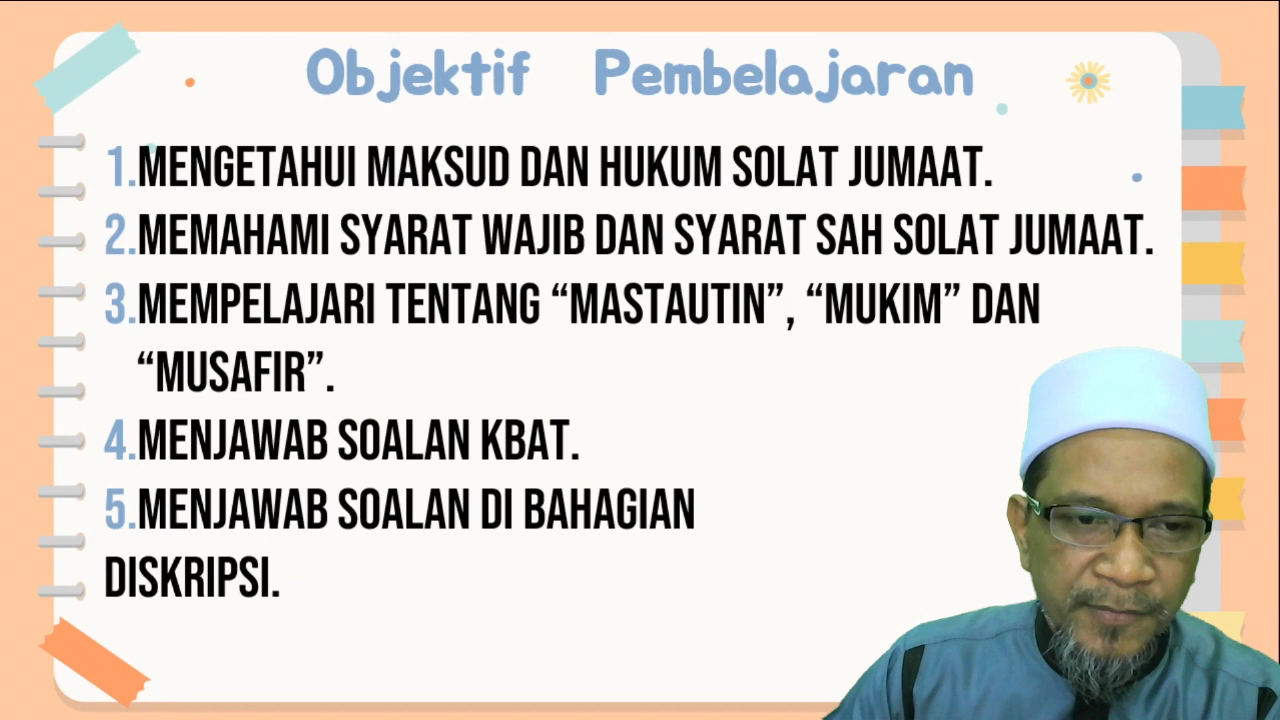 Objektif Pembelajaran
1.MENGETAHUI MAKSUD DAN HUKUM SOLAT JUMAAT.
2.MEMAHAMI SYARAT WAJIB DAN SYARAT SAH SOLAT JUMAAT.
3.MEMPELAJARI TENTANG “MASTAUTIN”, “MUKIM” DAN
“MUSAFIR”.
4.MENJAWAB SOALAN KBAT.
5.MENJAWAB SOALAN DI BAHAGIAN
DISKRIPSI.